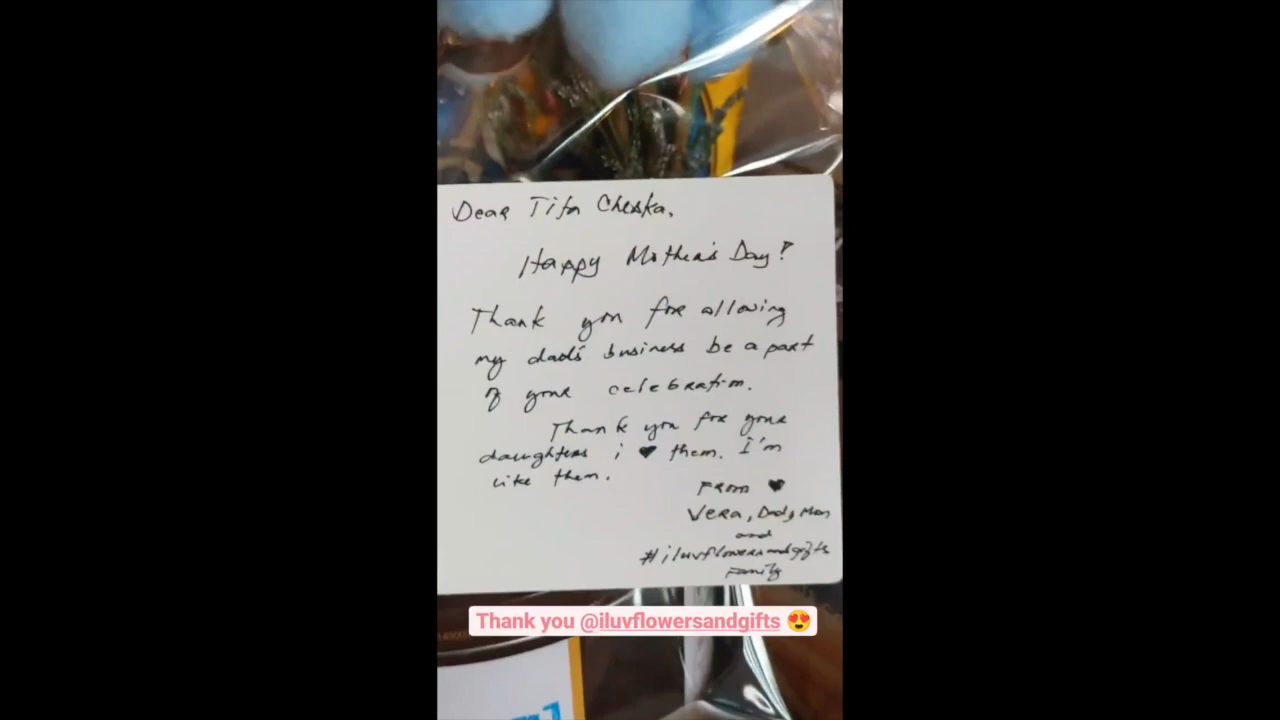 Dear Tita Cheska,
Happy Mother's Day!
Thank you for allowing
my dad's business be a part
of your celebration.
Thank you for your
daughters i ♥ them. I'm
like them.
From ♥
Vera, Dad, Mom
and
#iluvflowersandgifts
Family
Thank you @iluvflowersandgifts 😍